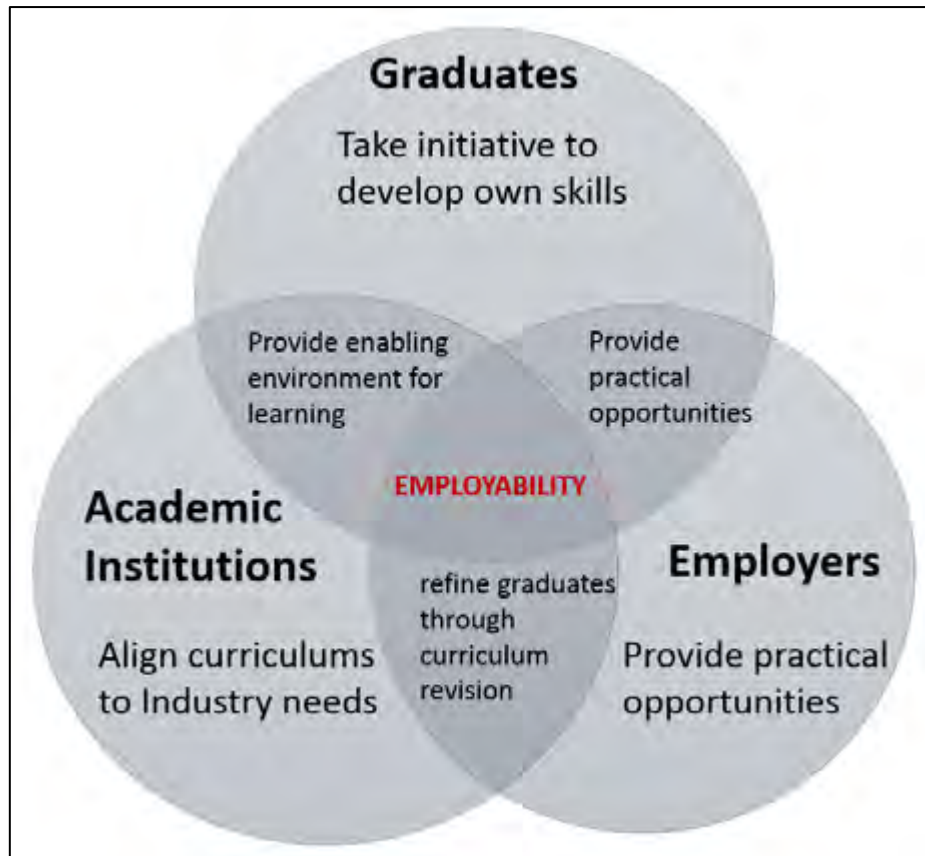 Graduates
Take initiative to
develop own skills
Provide enabling
environment for
learning
Provide
practical
opportunities
EMPLOYABILITY
Academic
Institutions
Align curriculums
to Industry needs
refine graduates
through
curriculum
revision
Employers
Provide practical
opportunities